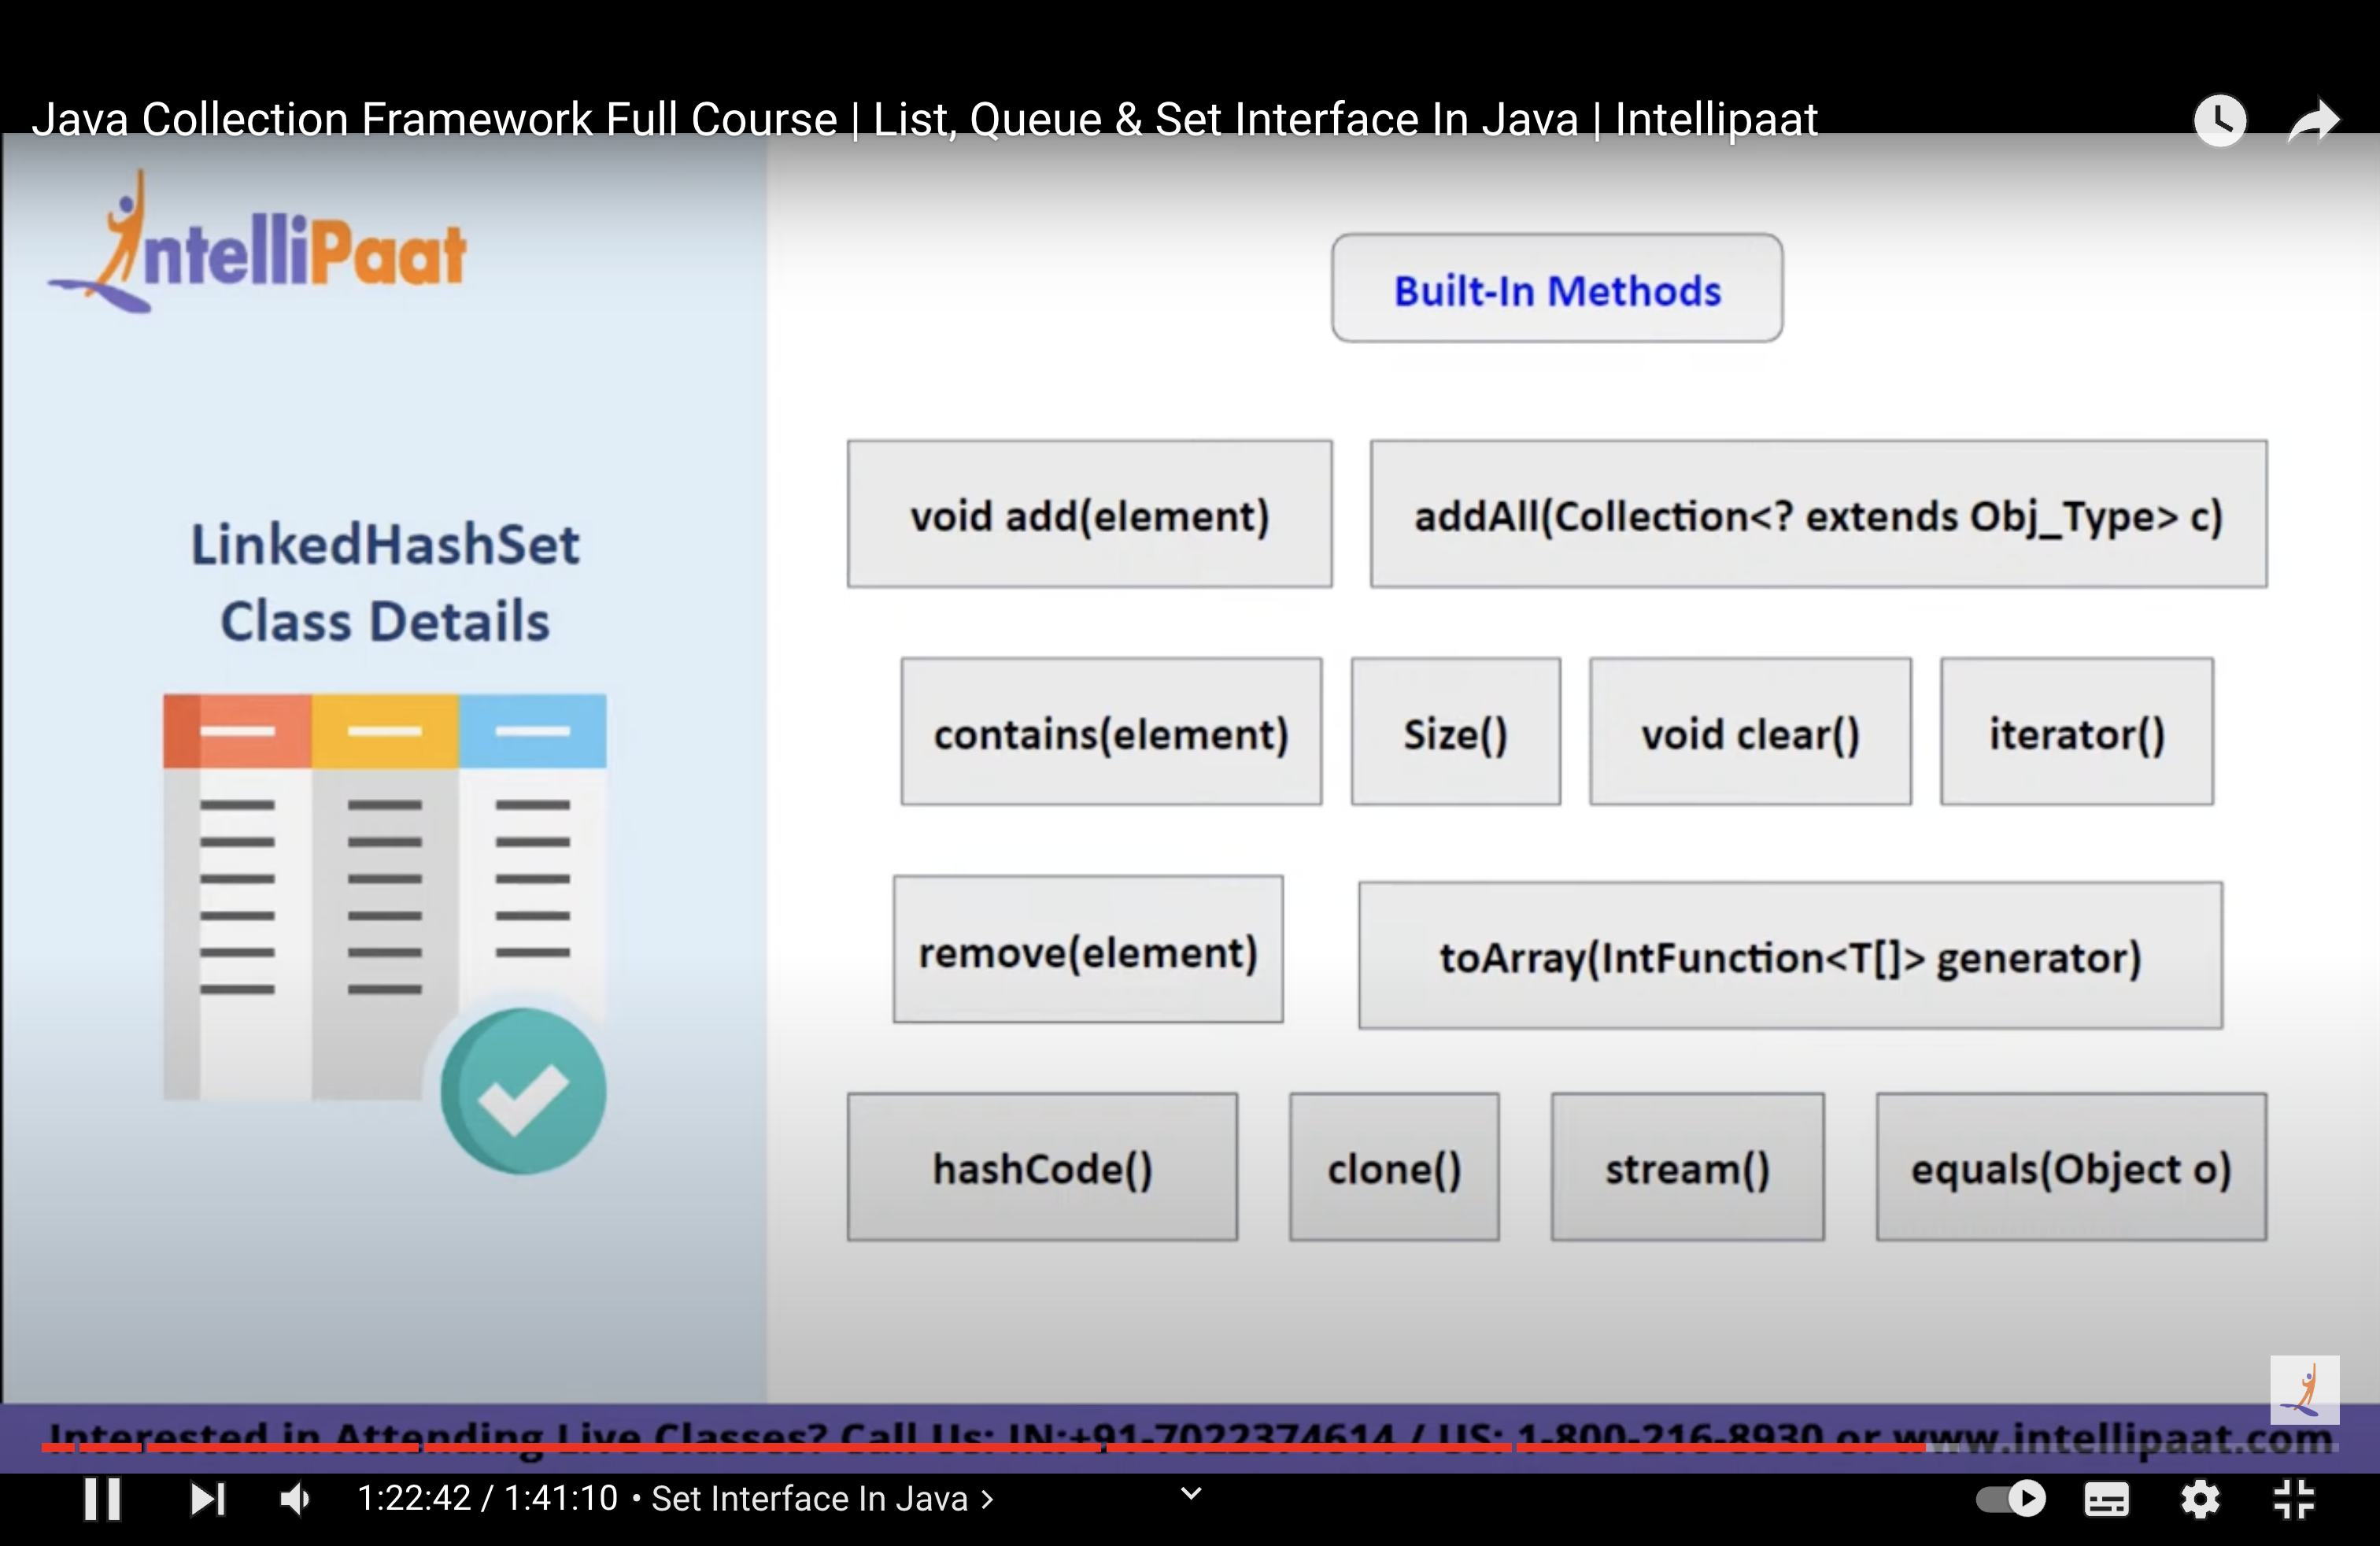 Java Collection Framework Full Course | List, Queue & Set Interface In Java | Intellipaat
IntelliPaat
Built-In Methods
void add(element)
addAll(Collection<? extends Obj_Type> c)
LinkedHashSet
Class Details
contains(element)
Size()
void clear()
iterator()
remove(element)
toArray(IntFunction<T[]> generator)
hashCode()
clone()
stream()
equals(Object o)
Interested in Attending Live Classes? Call Us: IN:+91-7022374614 / US: 1-800-216-8930 or www.intellipaat.com
1:22:42 / 1:41:10 • Set Interface In Java >